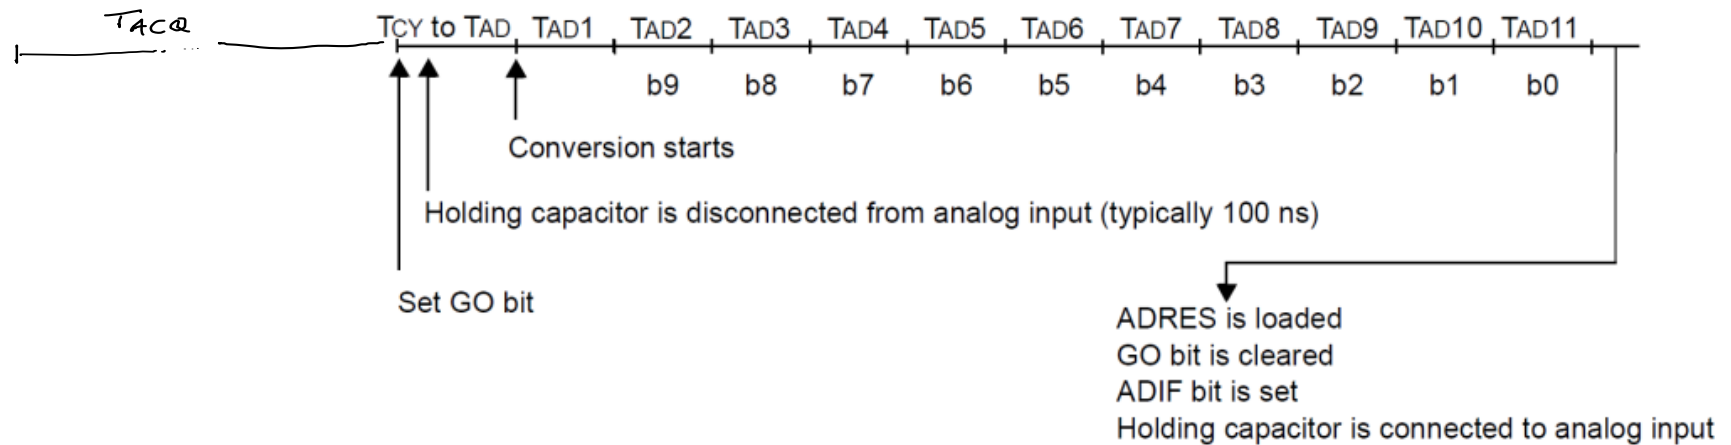 TACQ
TCY to TAD TAD1 TAD2 TAD3 TAD4 TAD5 TAD6 TAD7 TAD8 TAD9 TAD10 TAD11
b9 b8 b7 b6 b5 b4 b3 b2 b1 b0
Conversion starts
Holding capacitor is disconnected from analog input (typically 100 ns)
Set GO bit
ADRES is loaded
GO bit is cleared
ADIF bit is set
Holding capacitor is connected to analog input